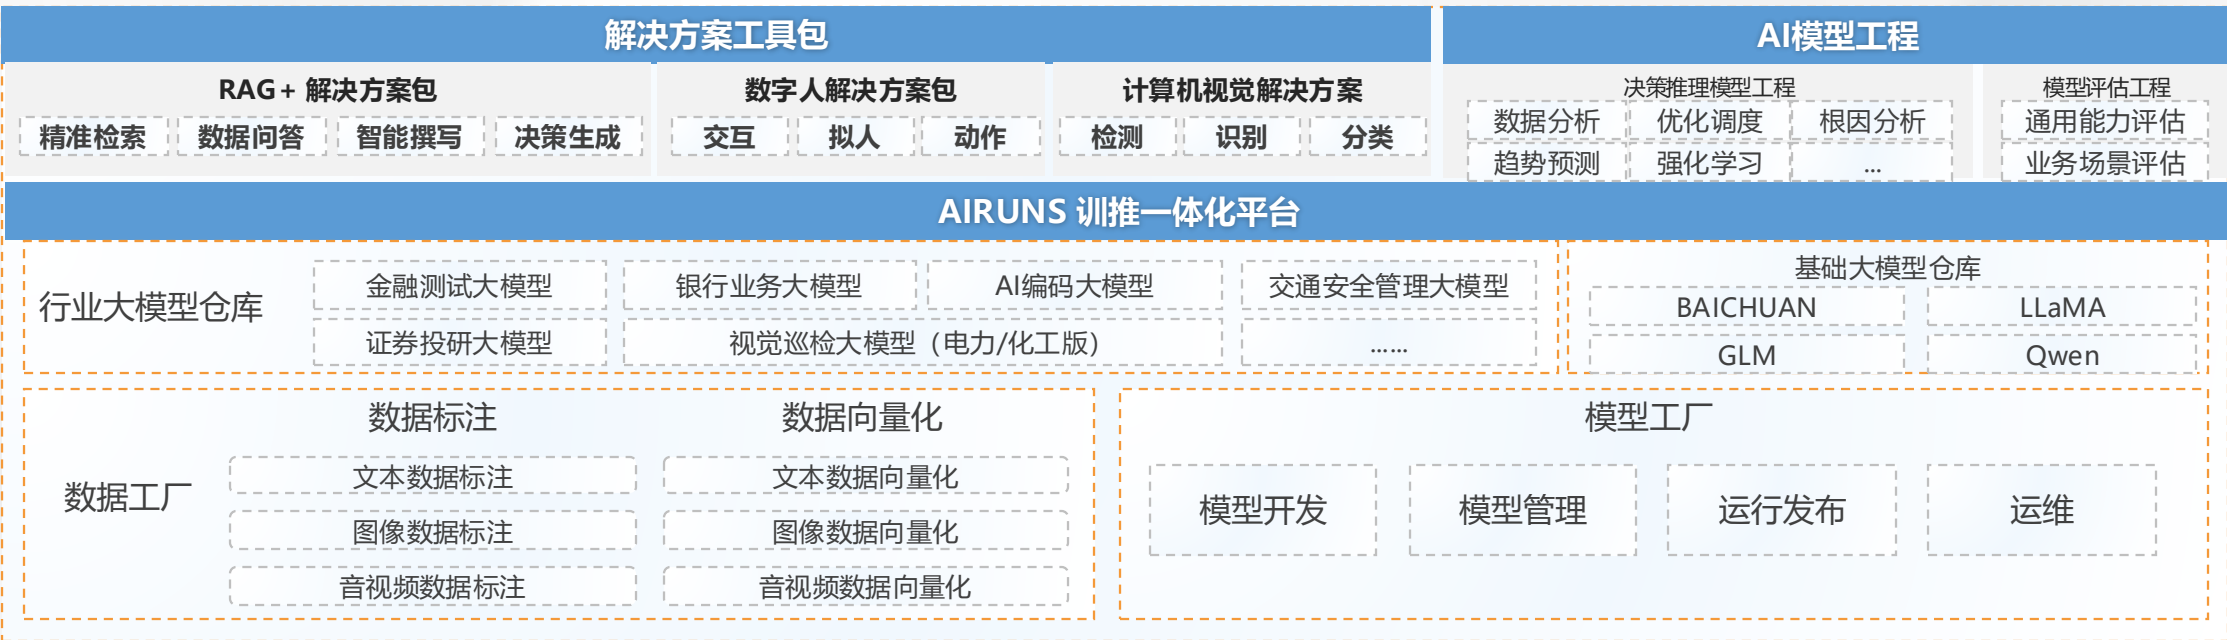 解决方案工具包
AI模型工程
RAG+ 解决方案包
精准检索 数据问答 智能撰写 决策生成
数字人解决方案包
交互 拟人 动作
计算机视觉解决方案
检测 识别 分类
决策推理模型工程
数据分析 优化调度 根因分析
趋势预测 强化学习 ...
模型评估工程
通用能力评估
业务场景评估
AIRUNS 训推一体化平台
行业大模型仓库
金融测试大模型 银行业务大模型 AI编码大模型 交通安全管理大模型
证券投研大模型 视觉巡检大模型（电力/化工版） ……
基础大模型仓库
BAICHUAN LLaMA
GLM Qwen
数据工厂
数据标注
文本数据标注
图像数据标注
音视频数据标注
数据向量化
文本数据向量化
图像数据向量化
音视频数据向量化
模型工厂
模型开发 模型管理 运行发布 运维